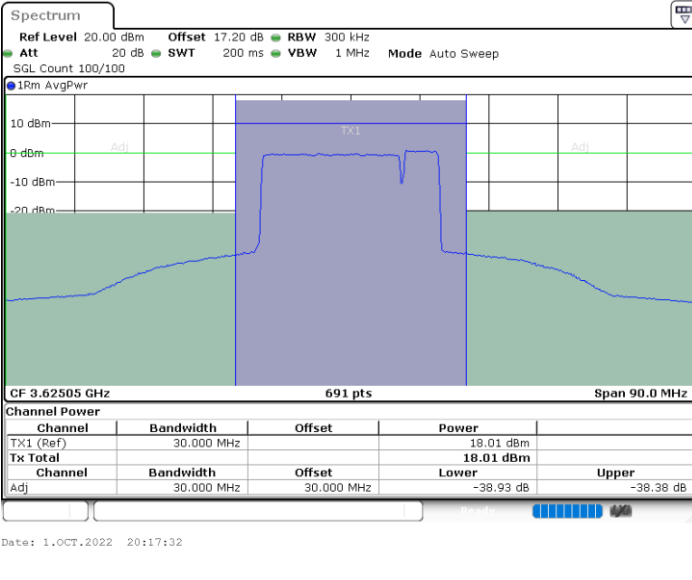 Spectrum
Ref Level 20.00 dBm Offset 17.20 dB RBW 300 kHz
Att 20 dB SWT 200 ms VBW 1 MHz Mode Auto Sweep
SGL Count 100/100
1Rm AvgPwr
10 dBm
TX1
Adj
Adj
0 dBm
-10 dBm
-20 dBm
CF 3.62505 GHz 691 pts Span 90.0 MHz
Channel Power
Channel Bandwidth Offset Power
TX1 (Ref) 30.000 MHz 18.01 dBm
Tx Total 18.01 dBm
Channel Bandwidth Offset Lower Upper
Adj 30.000 MHz 30.000 MHz -38.93 dB -38.38 dB
Ready
Date: 1.OCT.2022 20:17:32